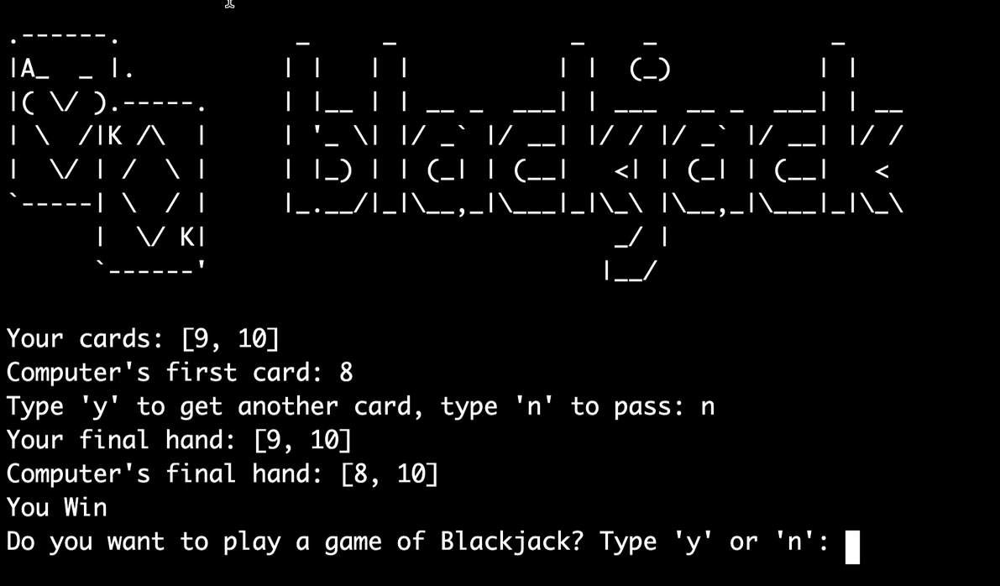 .------.            _     _            _    _            _
|A_  _ |.          | |   | |          | |  (_)          | |
|( \/ ).-----.     | |__ | | __ _  ___| | ___  __ _  ___| | __
| \  /|K /\  |     | '_ \| |/ _` |/ __| |/ / |/ _` |/ __| |/ /
|  \/ | /  \ |     | |_) | | (_| | (__|   <| | (_| | (__|   <
`-----| \  / |     |_.__/|_|\__,_|\___|_|\_\ |\__,_|\___|_|\_\
      |  \/ K|                            _/ |
      `------'                           |__/
Your cards: [9, 10]
Computer's first card: 8
Type 'y' to get another card, type 'n' to pass: n
Your final hand: [9, 10]
Computer's final hand: [8, 10]
You Win
Do you want to play a game of Blackjack? Type 'y' or 'n':